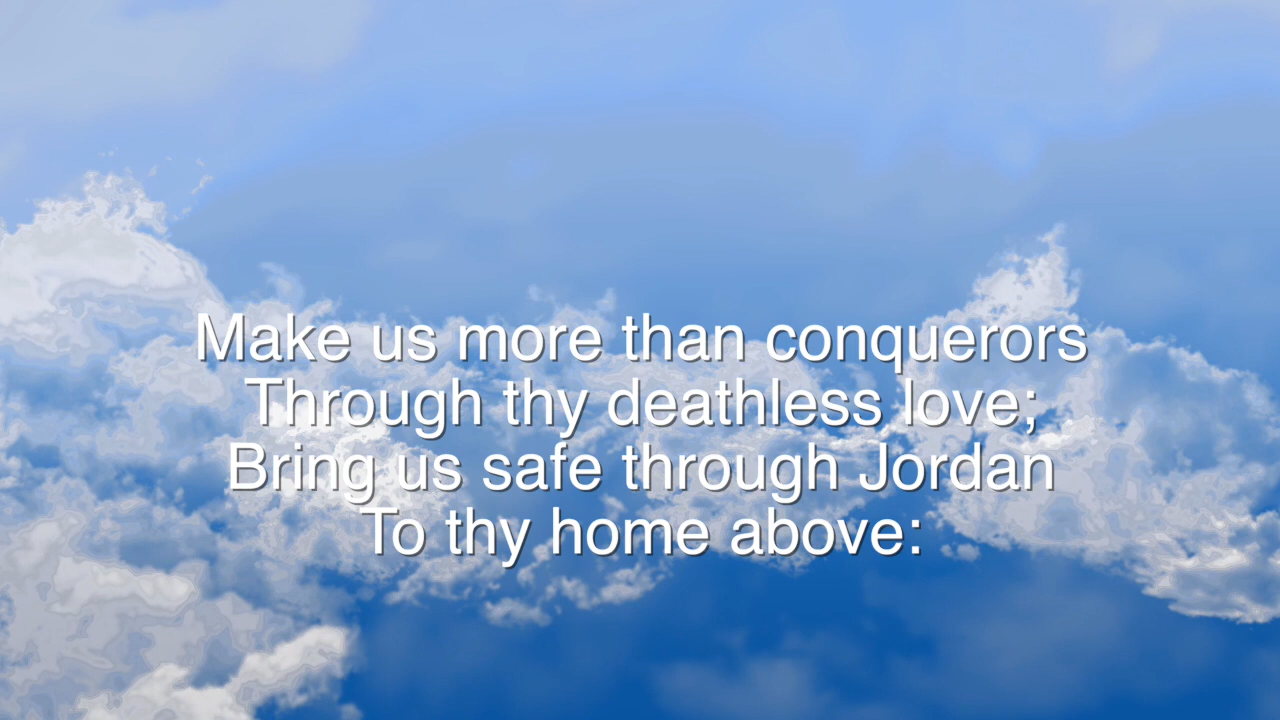 Make us more than conquerors
Through thy deathless love;
Bring us safe through Jordan
To thy home above: